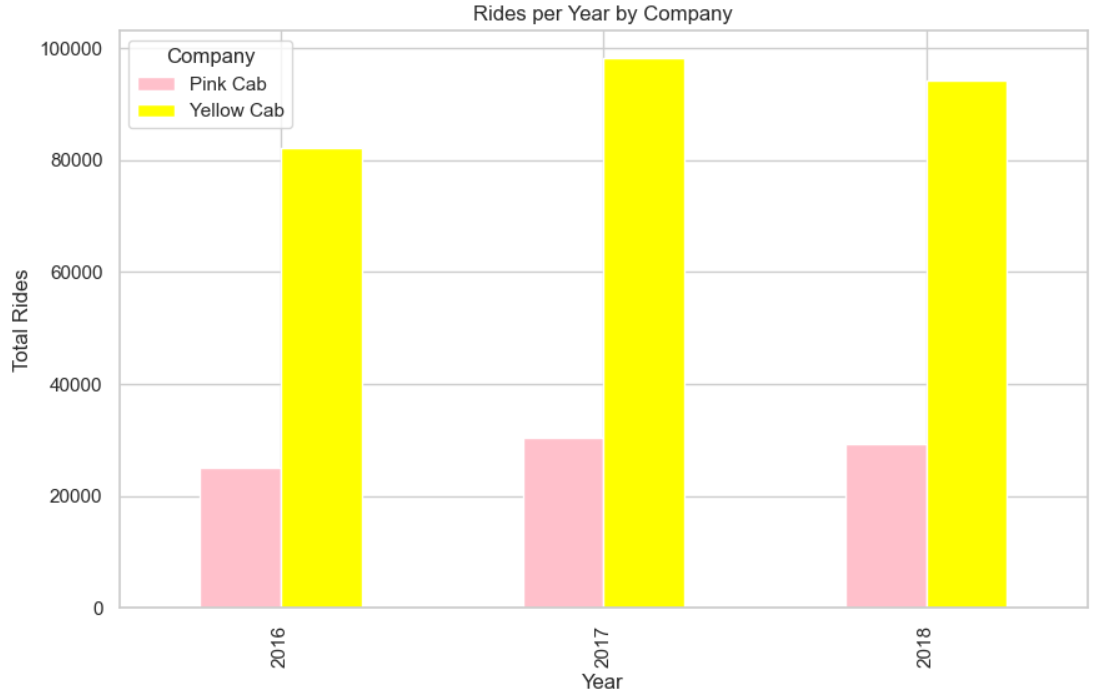 Rides per Year by Company
Company
Pink Cab
Yellow Cab
100000
80000
60000
40000
20000
0
Total Rides
2016
2017
2018
Year